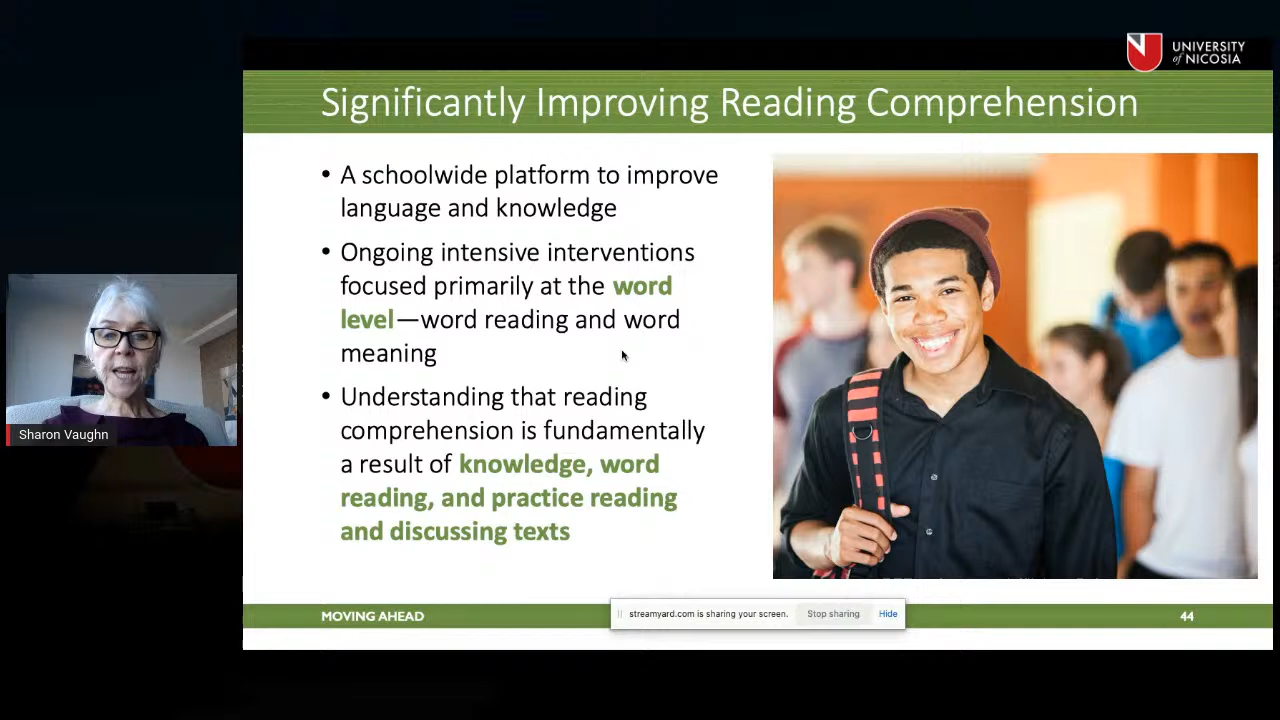 UNIVERSITY
of NICOSIA
Significantly Improving Reading Comprehension
• A schoolwide platform to improve
language and knowledge
• Ongoing intensive interventions
focused primarily at the word
level—word reading and word
meaning
• Understanding that reading
comprehension is fundamentally
a result of knowledge, word
reading, and practice reading
and discussing texts
Sharon Vaughn
MOVING AHEAD
streamyard.com is sharing your screen.
Stop sharing
Hide
44